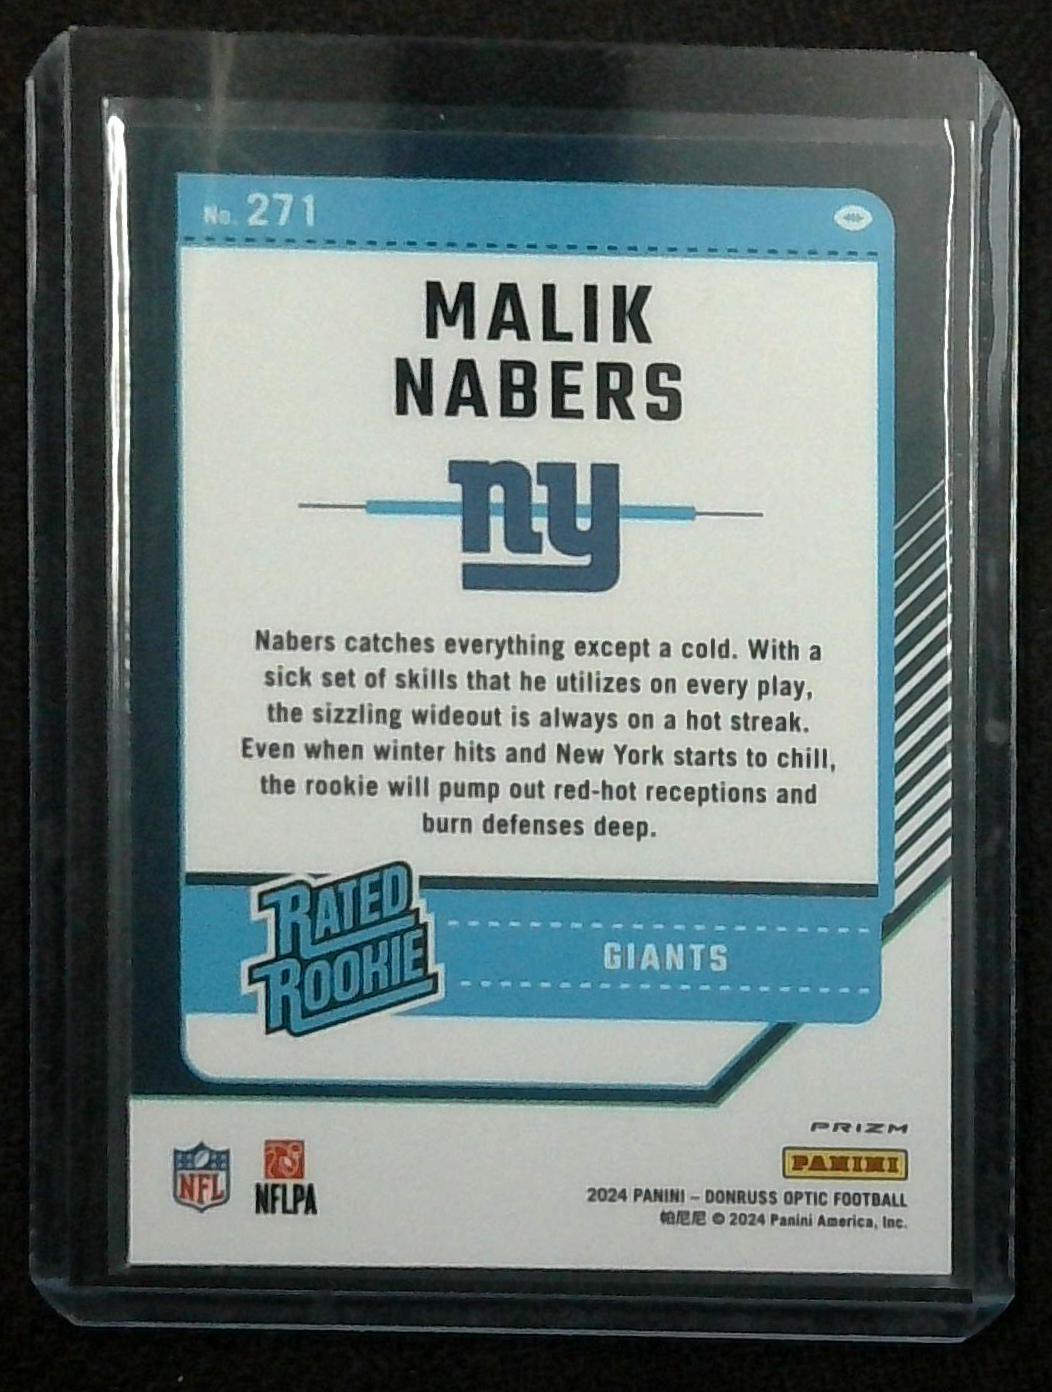 No. 271
MALIK
NABERS
ny
Nabers catches everything except a cold. With a
sick set of skills that he utilizes on every play,
the sizzling wideout is always on a hot streak.
Even when winter hits and New York starts to chill,
the rookie will pump out red-hot receptions and
burn defenses deep.
RATED
ROOKIE
GIANTS
PRIZM
PANINI
NFL
NFLPA
2024 PANINI – DONRUSS OPTIC FOOTBALL
帕尼尼 © 2024 Panini America, Inc.